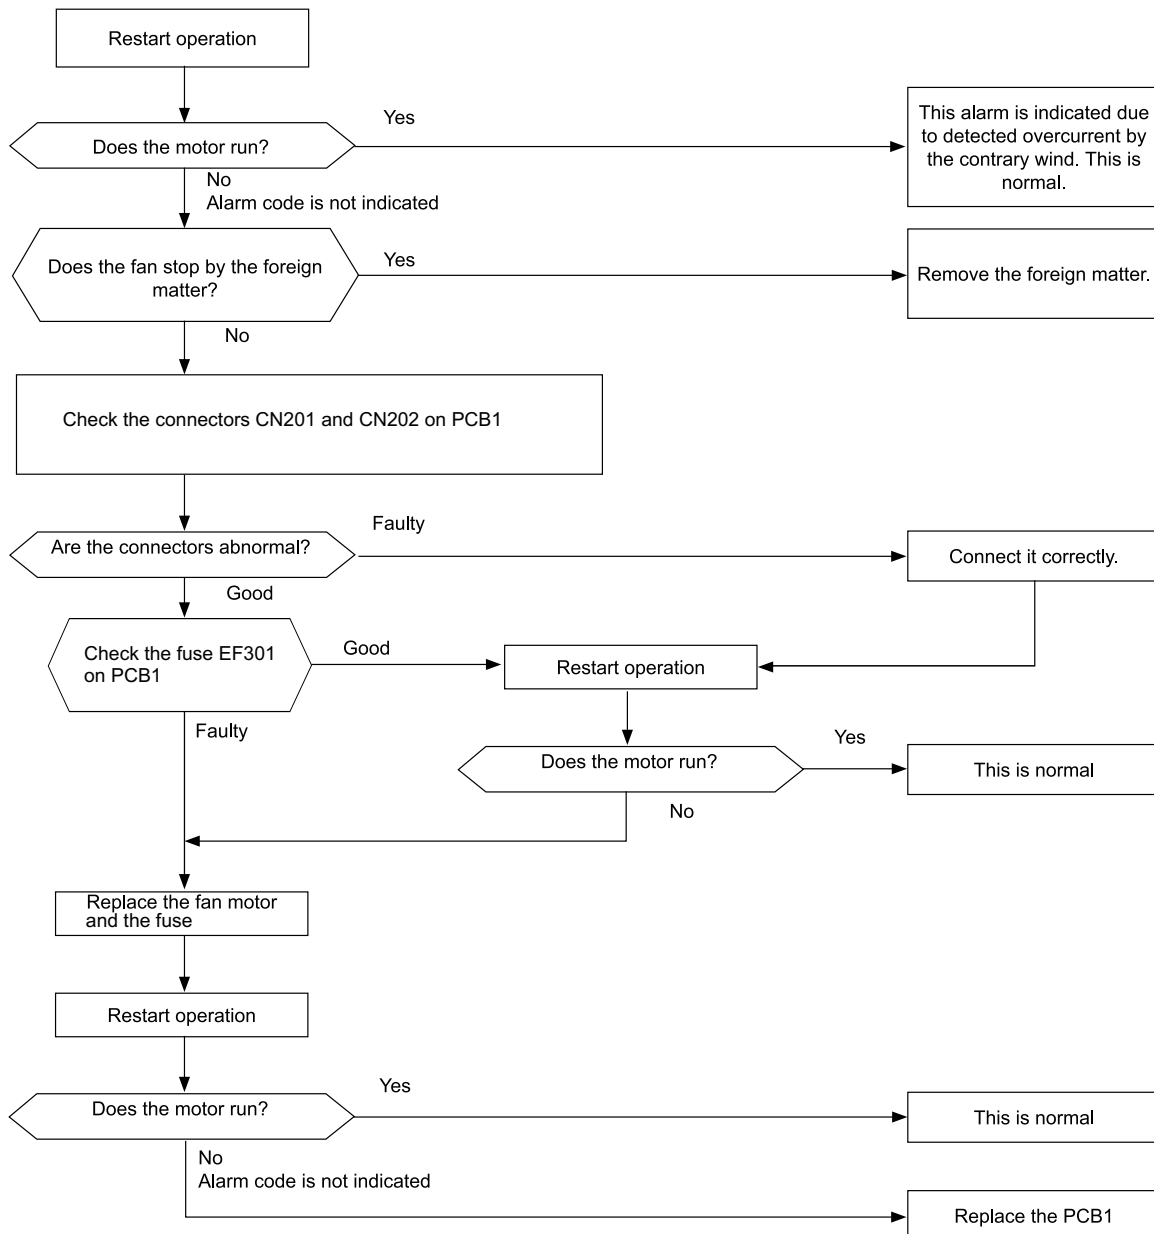 Restart operation
Yes
Does the motor run?
This alarm is indicated due
to detected overcurrent by
the contrary wind. This is
normal.
No
Alarm code is not indicated
Does the fan stop by the foreign
matter?
Yes
Remove the foreign matter.
No
Check the connectors CN201 and CN202 on PCB1
Faulty
Are the connectors abnormal?
Connect it correctly.
Good
Check the fuse EF301
on PCB1
Good
Restart operation
Faulty
Does the motor run?
Yes
This is normal
No
Replace the fan motor
and the fuse
Restart operation
Yes
Does the motor run?
This is normal
No
Alarm code is not indicated
Replace the PCB1